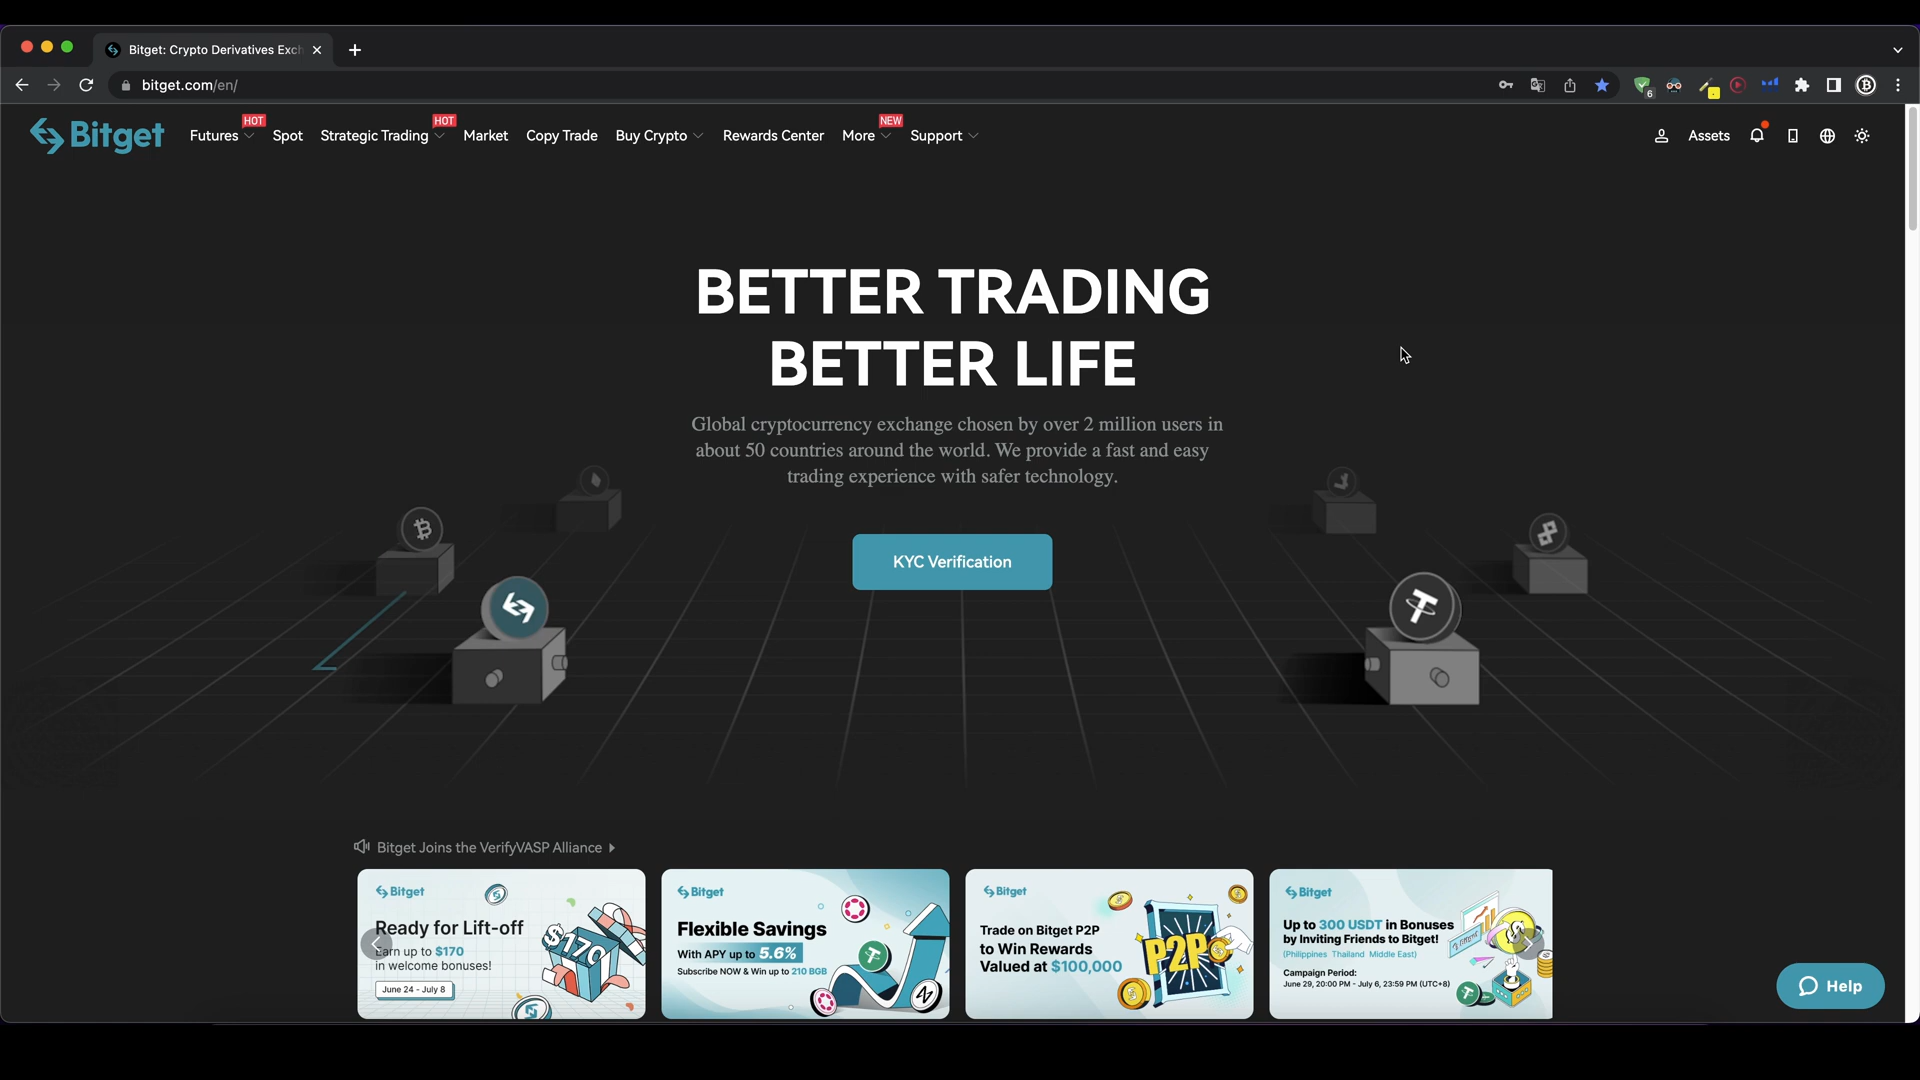 Bitget: Crypto Derivatives Exch
bitget.com/en/
6
Bitget
Futures HOT
Spot
Strategic Trading HOT
Market
Copy Trade
Buy Crypto
Rewards Center
More NEW
Support
Assets
BETTER TRADING
BETTER LIFE
Global cryptocurrency exchange chosen by over 2 million users in
about 50 countries around the world. We provide a fast and easy
trading experience with safer technology.
KYC Verification
Bitget Joins the VerifyVASP Alliance
Bitget
Ready for Lift-off
Earn up to $170
in welcome bonuses!
June 24 - July 8
$170
Bitget
Flexible Savings
With APY up to 5.6%
Subscribe NOW & Win up to 210 BGB
Bitget
Trade on Bitget P2P
to Win Rewards
Valued at $100,000
P2P
Bitget
Up to 300 USDT in Bonuses
by Inviting Friends to Bitget!
(Philippines Thailand Middle East)
Campaign Period:
June 29, 20:00 PM - July 6, 23:59 PM (UTC+8)
Help